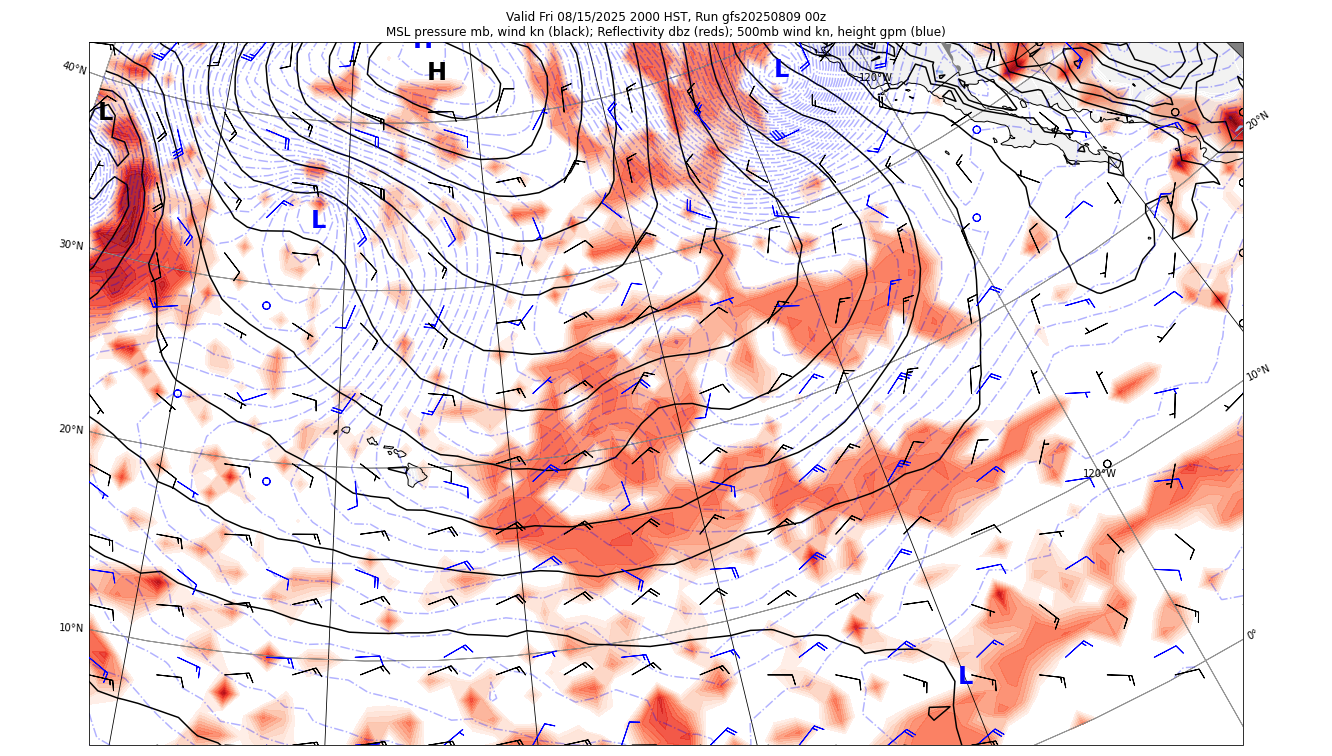 Valid Fri 08/15/2025 2000 HST, Run gfs20250809 00z
MSL pressure mb, wind kn (black); Reflectivity dbz (reds); 500mb wind kn, height gpm (blue)
H
L
H
40°N
120°W
L
20°N
L
30°N
10°N
20°N
120°W
10°N
0°
L